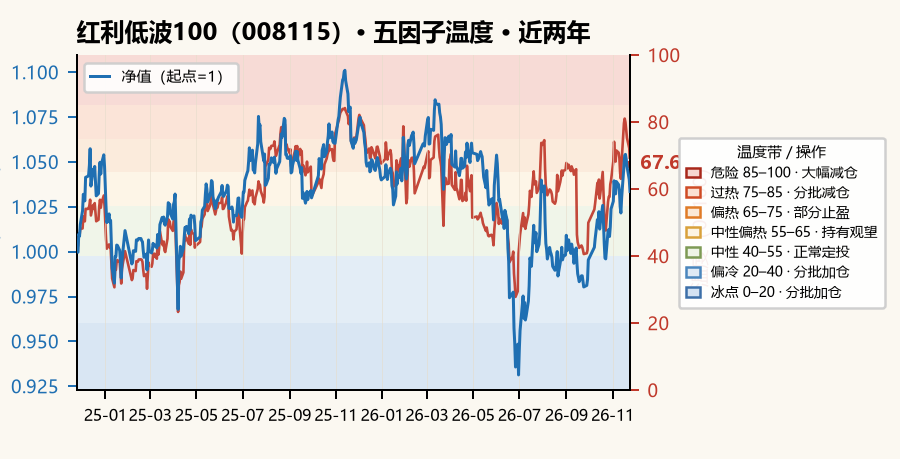 红利低波100（008115）· 五因子温度 · 近两年
净值（起点=1）
1.100
1.075
1.050
1.025
1.000
0.975
0.950
0.925
100
80
67.6
60
40
20
0
25-01 25-03 25-05 25-07 25-09 25-11 26-01 26-03 26-05 26-07 26-09 26-11
温度带 / 操作
危险 85–100 · 大幅减仓
过热 75–85 · 分批减仓
偏热 65–75 · 部分止盈
中性偏热 55–65 · 持有观望
中性 40–55 · 正常定投
偏冷 20–40 · 分批加仓
冰点 0–20 · 分批加仓